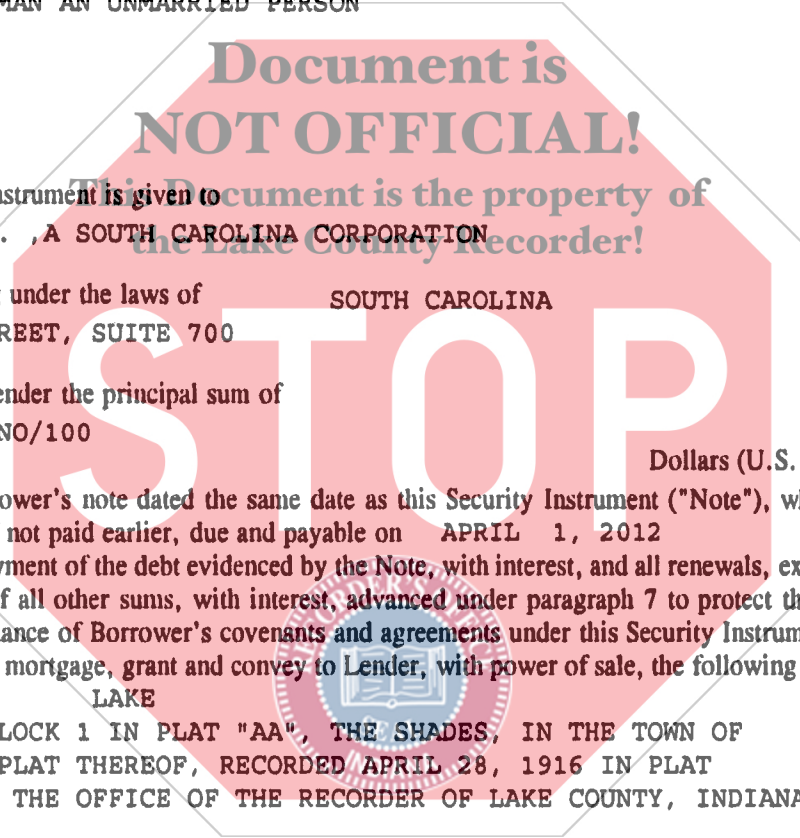 MAN AN UNMARRIED PERSON
Document is
NOT OFFICIAL!
This Document is the property of
the Lake County Recorder!
nstrument is given to
. ,A SOUTH CAROLINA CORPORATION
under the laws of SOUTH CAROLINA
REET, SUITE 700
ender the principal sum of
NO/100
STOP
Dollars (U.S.
ower's note dated the same date as this Security Instrument ("Note"), wh
not paid earlier, due and payable on APRIL 1, 2012
ment of the debt evidenced by the Note, with interest, and all renewals, ex
f all other sums, with interest, advanced under paragraph 7 to protect th
ance of Borrower's covenants and agreements under this Security Instrum
mortgage, grant and convey to Lender, with power of sale, the following
LAKE
LOCK 1 IN PLAT "AA", THE SHADES, IN THE TOWN OF
PLAT THEREOF, RECORDED APRIL 28, 1916 IN PLAT
THE OFFICE OF THE RECORDER OF LAKE COUNTY, INDIANA